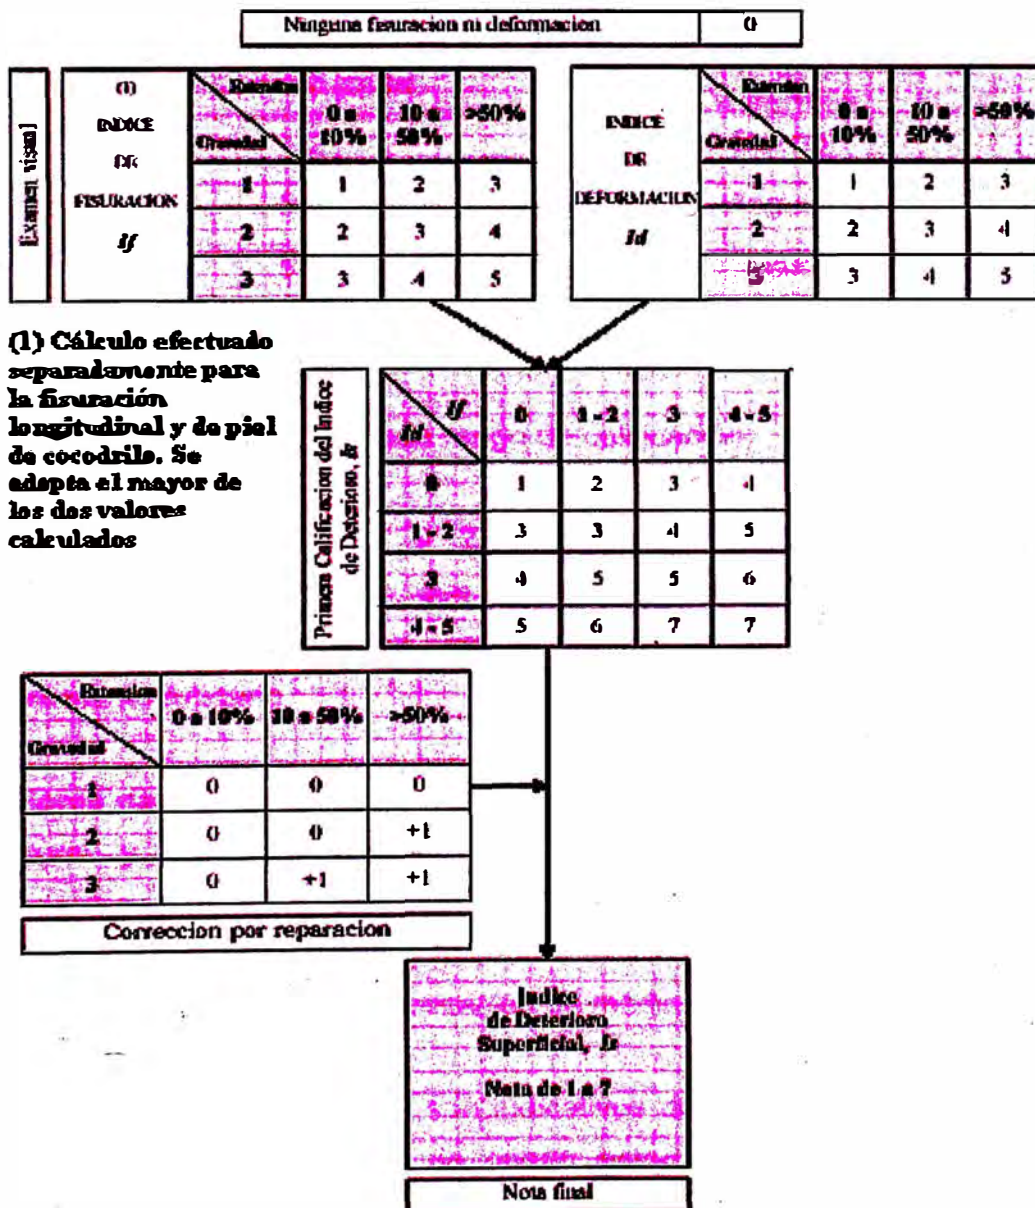 Ninguna fisuracion ni deformacion 0
Examen visual
(1)
INDICE
DE
FISURACION
If
Extension
Gravedad
0 a 10% 10 a 50% >50%
1 1 2 3
2 2 3 4
3 3 4 5
INDICE
DE
DEFORMACION
Id
Extension
Gravedad
0 a 10% 10 a 50% >50%
1 1 2 3
2 2 3 4
3 3 4 5
(1) Cálculo efectuado
separadamente para
la fisuración
longitudinal y de piel
de cocodrilo. Se
adopta el mayor de
los dos valores
calculados
Primera Calificacion del Indice
de Deterioro, Is
If
Id
0 1 - 2 3 4 - 5
0 1 2 3 4
1 - 2 3 3 4 5
3 4 5 5 6
4 - 5 5 6 7 7
Extension
Gravedad
0 a 10% 10 a 50% >50%
1 0 0 0
2 0 0 +1
3 0 +1 +1
Correccion por reparacion
Indice
de Deterioro
Superficial, Is
Nota de 1 a 7
Nota final